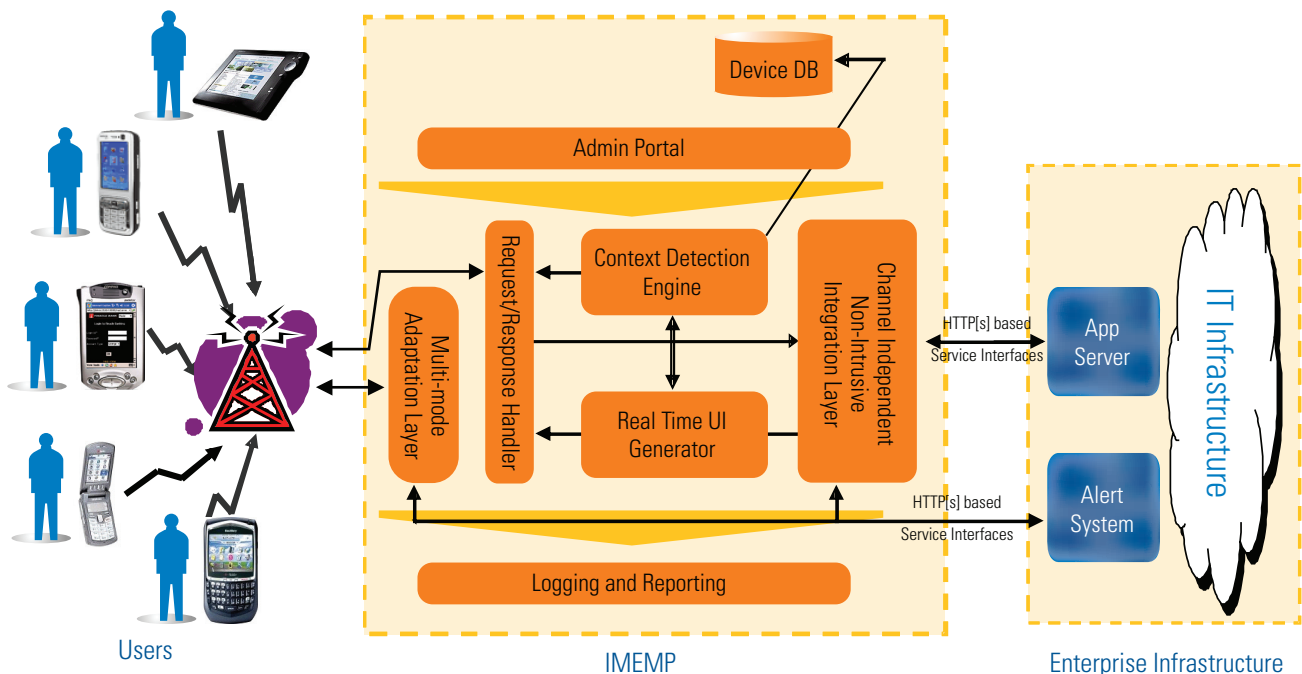 Device DB
Admin Portal
Request/Response Handler
Context Detection
Engine
Channel Independent
Non-Intrusive
Integration Layer
Multi-mode
Adaptation Layer
Real Time UI
Generator
HTTP[s] based
Service Interfaces
App
Server
IT Infrastructure
HTTP[s] based
Service Interfaces
Alert
System
Logging and Reporting
Users
IMEMP
Enterprise Infrastructure